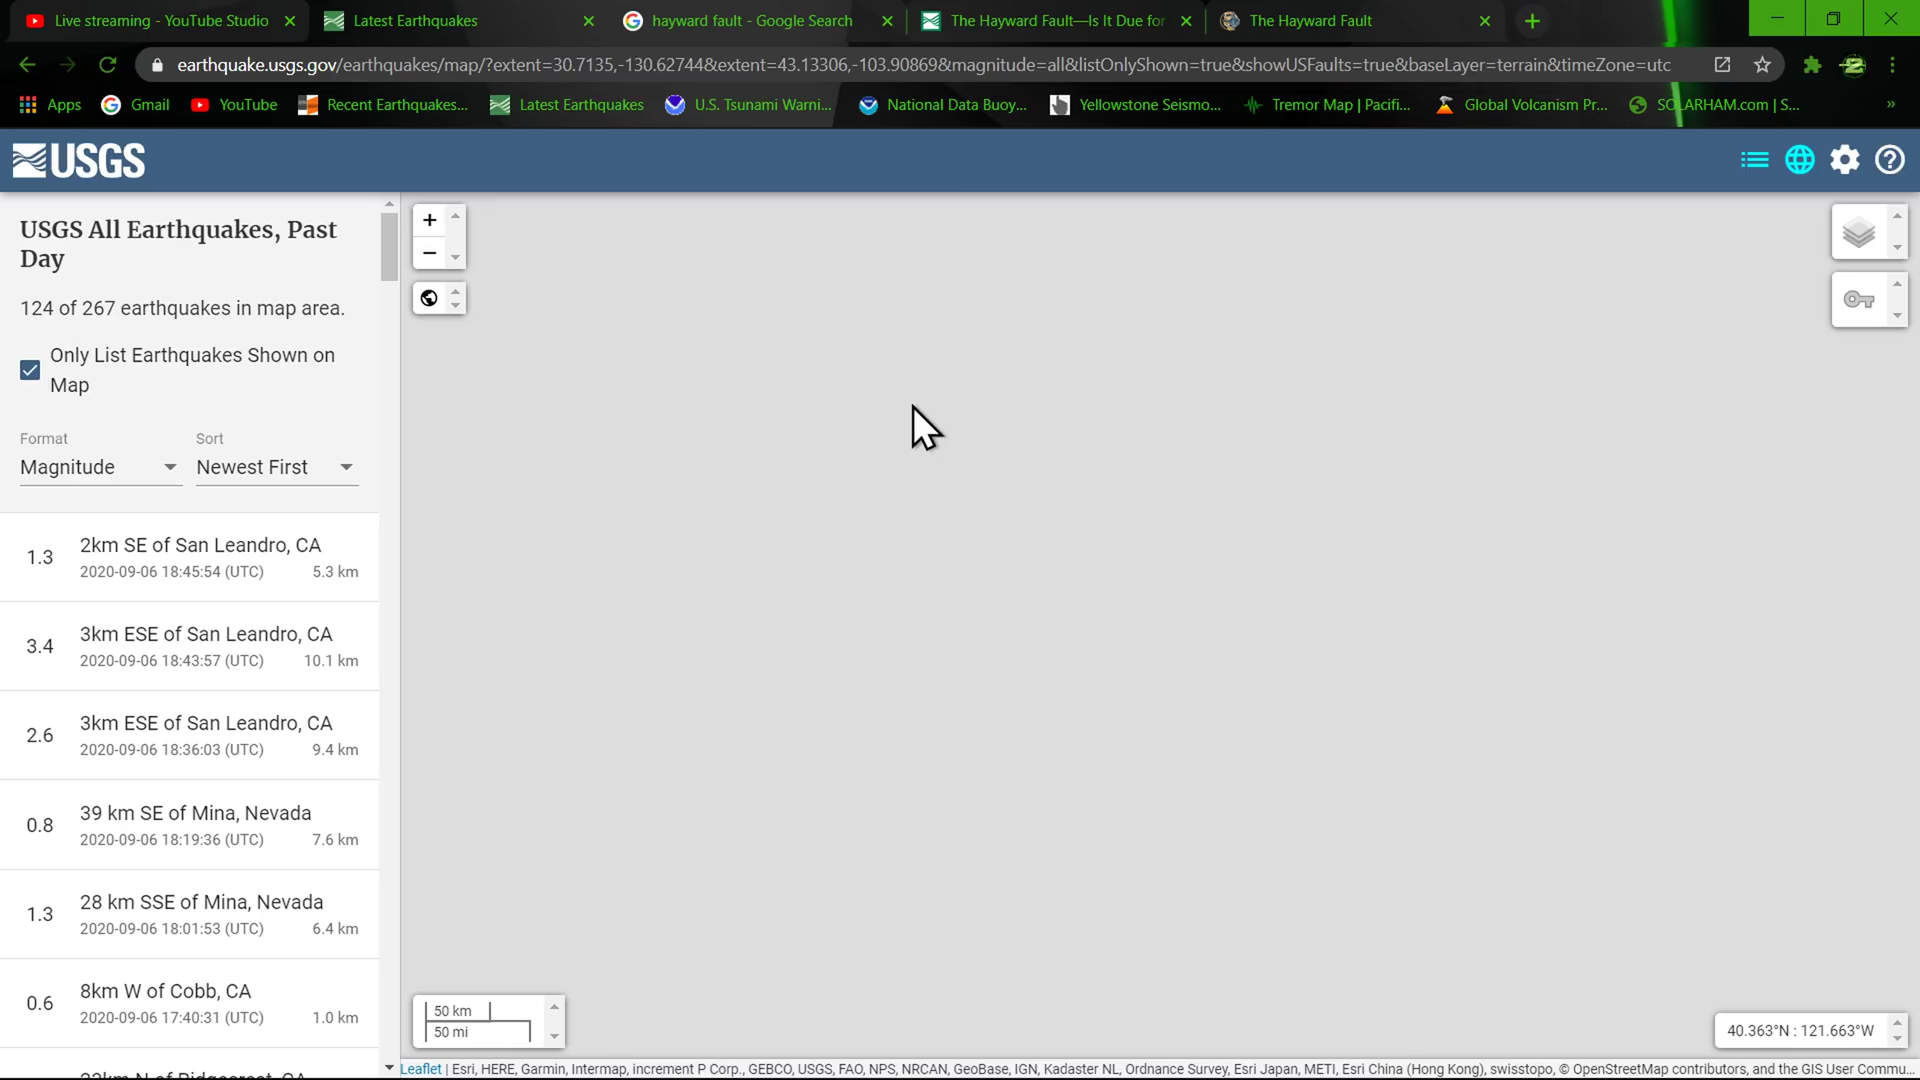 Live streaming - YouTube Studio
Latest Earthquakes
hayward fault - Google Search
The Hayward Fault—Is It Due for
The Hayward Fault
earthquake.usgs.gov/earthquakes/map/?extent=30.7135,-130.62744&extent=43.13306,-103.90869&magnitude=all&listOnlyShown=true&showUSFaults=true&baseLayer=terrain&timeZone=utc
Apps
Gmail
YouTube
Recent Earthquakes...
Latest Earthquakes
U.S. Tsunami Warni...
National Data Buoy...
Yellowstone Seismo...
Tremor Map | Pacifi...
Global Volcanism Pr...
SOLARHAM.com | S...
»
USGS
USGS All Earthquakes, Past
Day
124 of 267 earthquakes in map area.
Only List Earthquakes Shown on
Map
Format
Sort
Magnitude
Newest First
1.3
2km SE of San Leandro, CA
2020-09-06 18:45:54 (UTC)
5.3 km
3.4
3km ESE of San Leandro, CA
2020-09-06 18:43:57 (UTC)
10.1 km
2.6
3km ESE of San Leandro, CA
2020-09-06 18:36:03 (UTC)
9.4 km
0.8
39 km SE of Mina, Nevada
2020-09-06 18:19:36 (UTC)
7.6 km
1.3
28 km SSE of Mina, Nevada
2020-09-06 18:01:53 (UTC)
6.4 km
0.6
8km W of Cobb, CA
2020-09-06 17:40:31 (UTC)
1.0 km
+
−
50 km
50 mi
40.363°N : 121.663°W
Leaflet | Esri, HERE, Garmin, Intermap, increment P Corp., GEBCO, USGS, FAO, NPS, NRCAN, GeoBase, IGN, Kadaster NL, Ordnance Survey, Esri Japan, METI, Esri China (Hong Kong), swisstopo, © OpenStreetMap contributors, and the GIS User Commu...